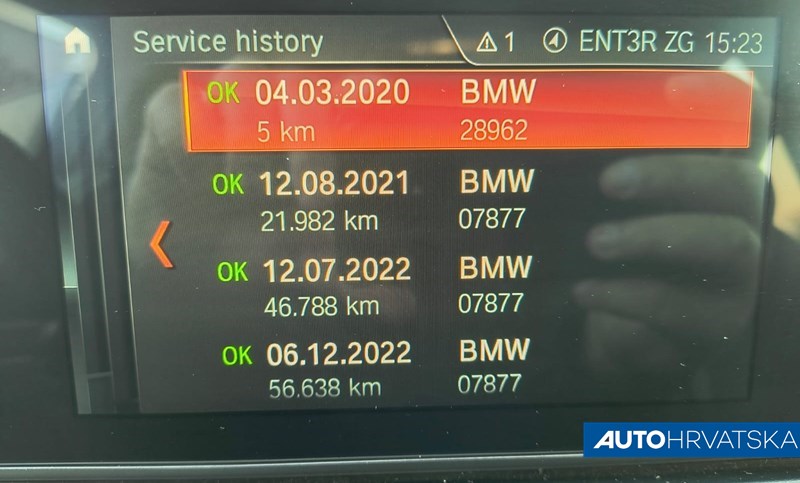 Service history 1 ENT3R ZG 15:23
OK 04.03.2020 BMW
5 km 28962
OK 12.08.2021 BMW
21.982 km 07877
OK 12.07.2022 BMW
46.788 km 07877
OK 06.12.2022 BMW
56.638 km 07877
AUTOHRVATSKA